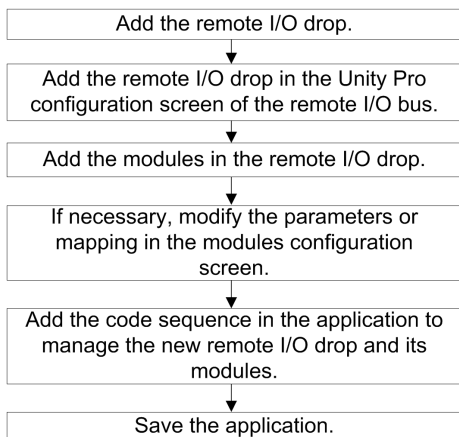 Add the remote I/O drop.
Add the remote I/O drop in the Unity Pro
configuration screen of the remote I/O bus.
Add the modules in the remote I/O drop.
If necessary, modify the parameters or
mapping in the modules configuration
screen.
Add the code sequence in the application to
manage the new remote I/O drop and its
modules.
Save the application.